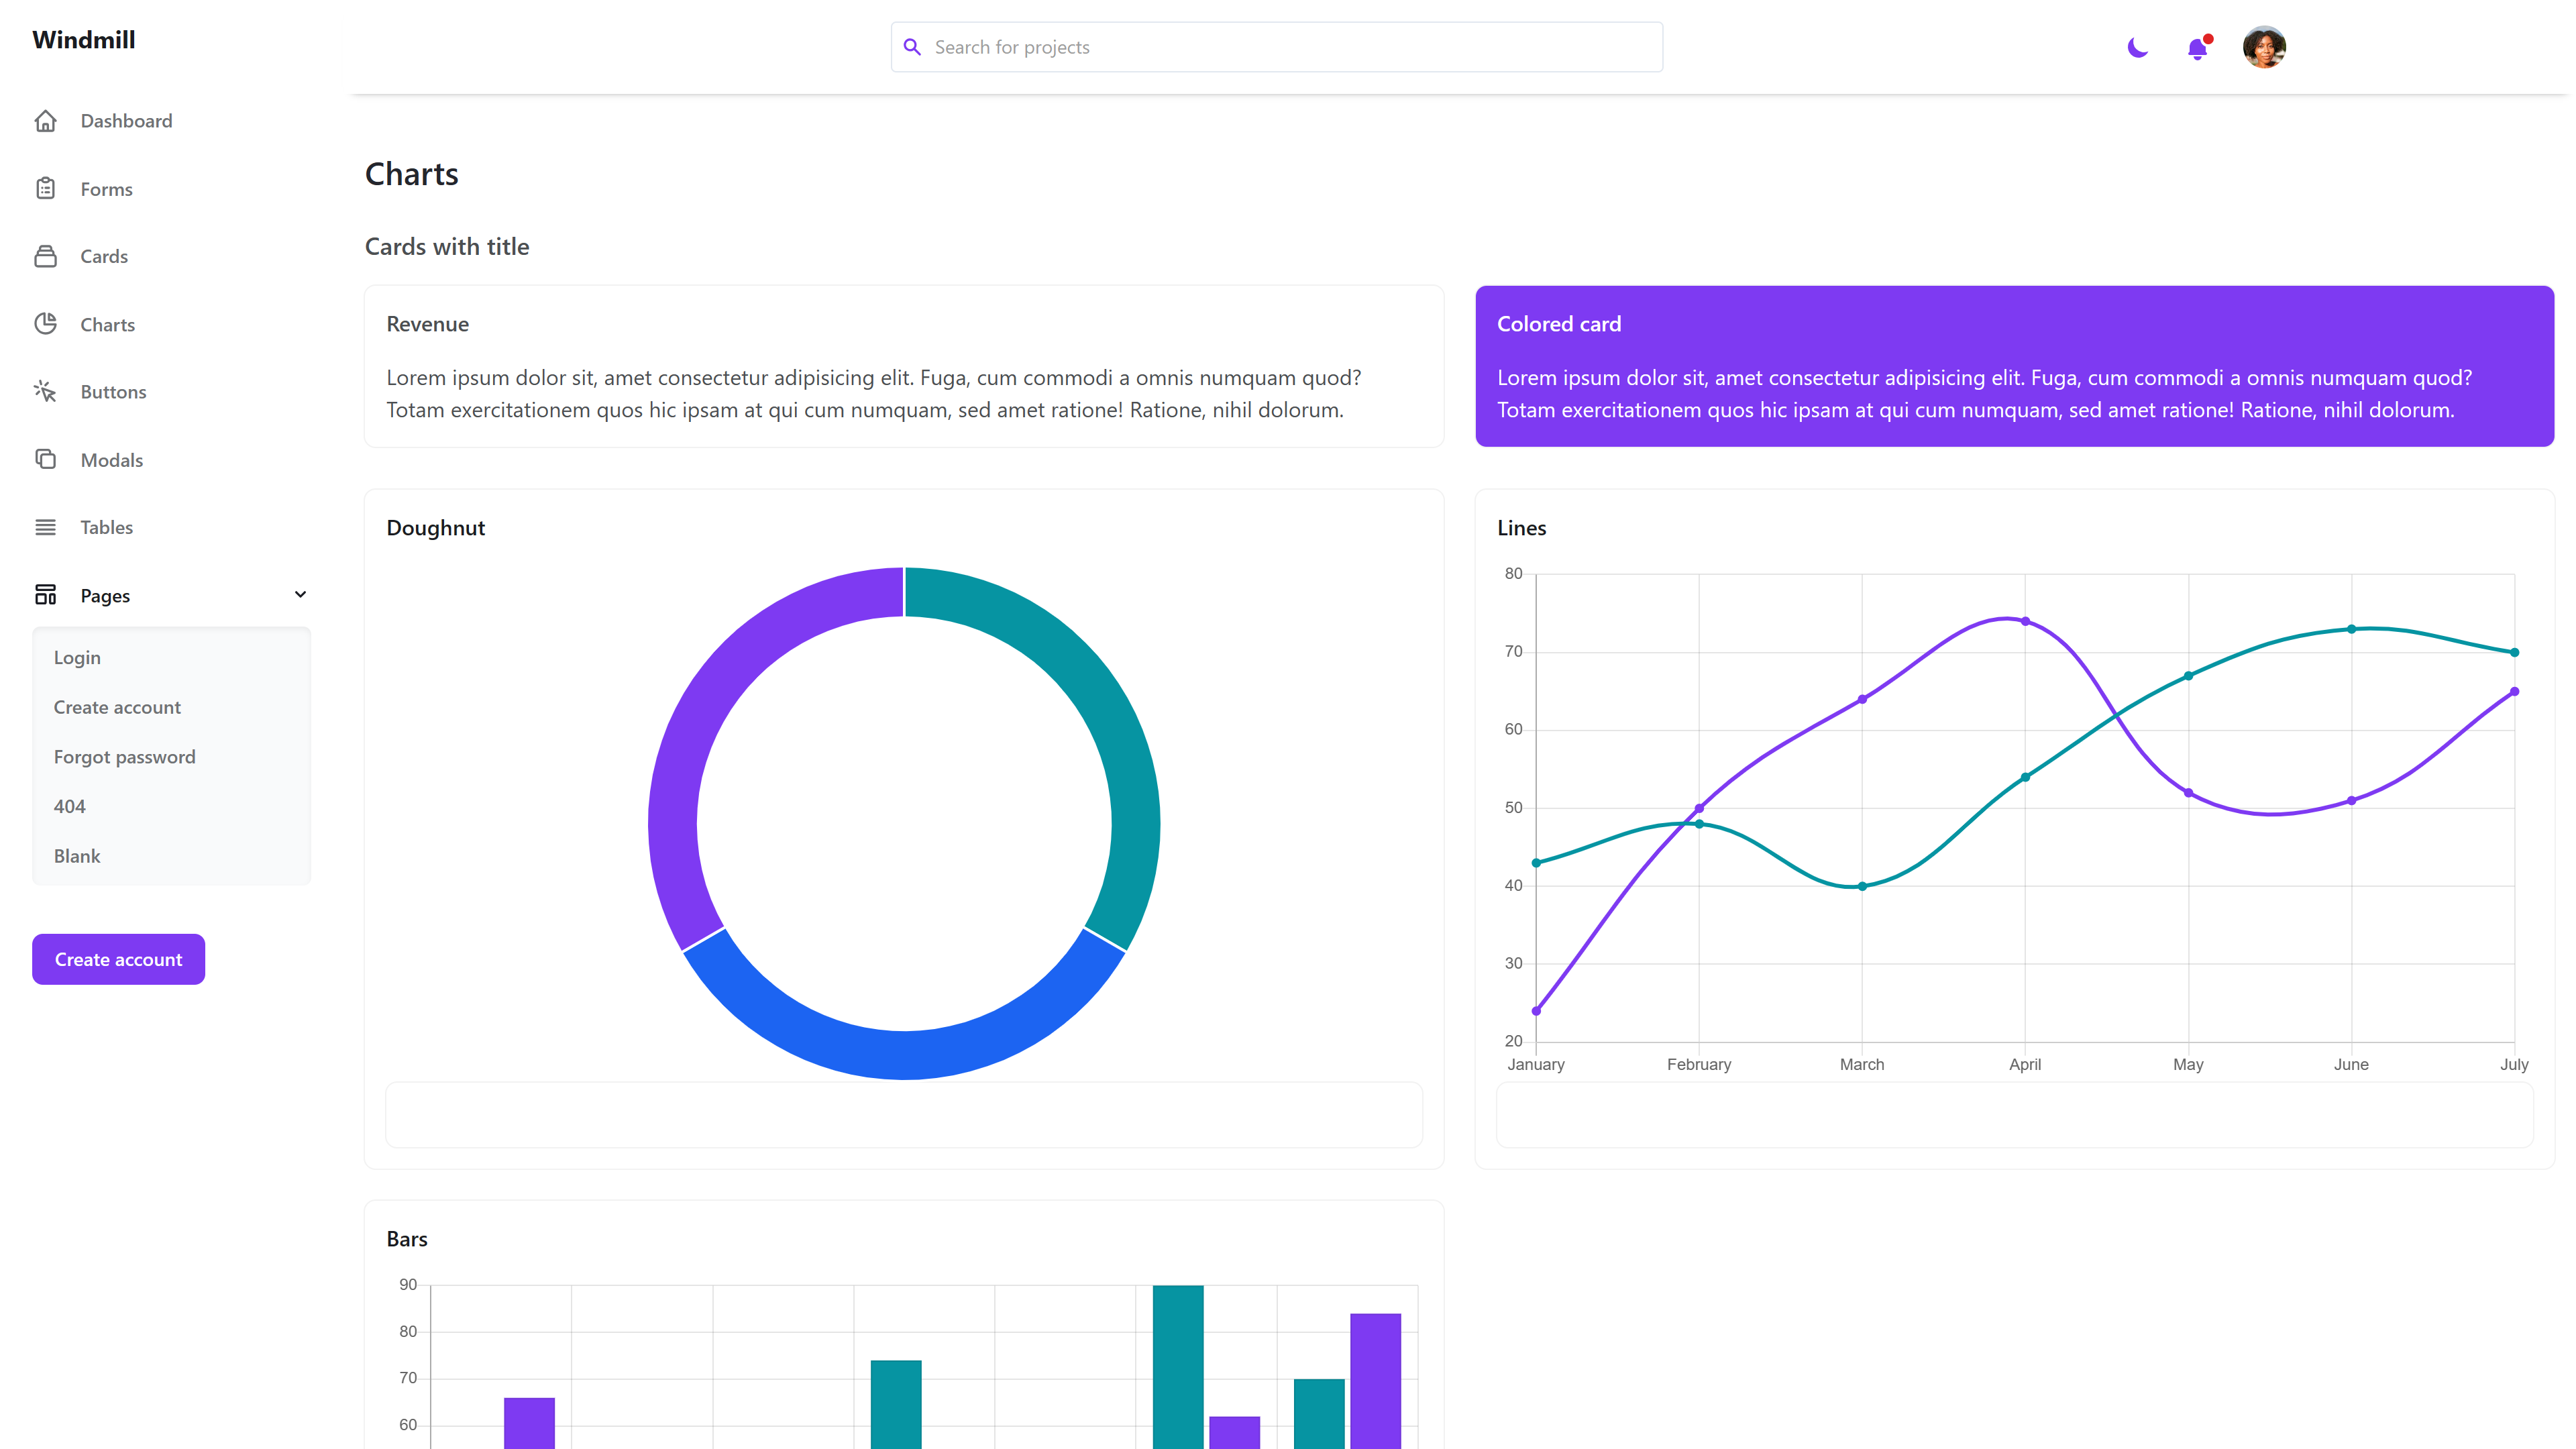 Windmill
Search for projects
Dashboard
Forms
Cards
Charts
Buttons
Modals
Tables
Pages
Login
Create account
Forgot password
404
Blank
Create account
Charts
Cards with title
Revenue
Lorem ipsum dolor sit, amet consectetur adipisicing elit. Fuga, cum commodi a omnis numquam quod?
Totam exercitationem quos hic ipsam at qui cum numquam, sed amet ratione! Ratione, nihil dolorum.
Colored card
Lorem ipsum dolor sit, amet consectetur adipisicing elit. Fuga, cum commodi a omnis numquam quod?
Totam exercitationem quos hic ipsam at qui cum numquam, sed amet ratione! Ratione, nihil dolorum.
Doughnut
Lines
80
70
60
50
40
30
20
January February March April May June July
Bars
90
80
70
60